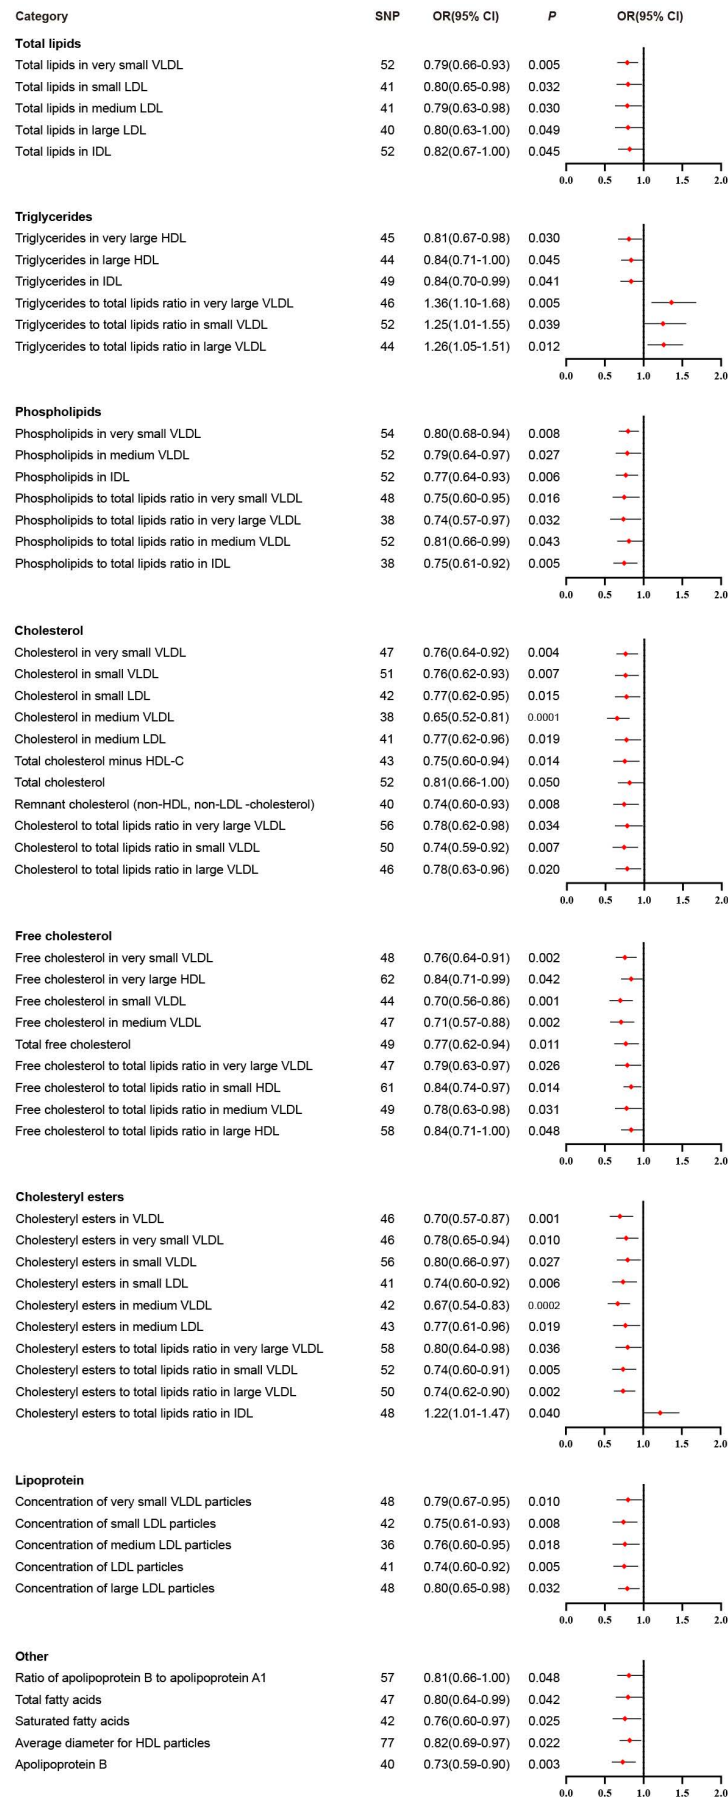 Category SNP OR(95% CI) P OR(95% CI)
Total lipids
Total lipids in very small VLDL 52 0.79(0.66-0.93) 0.005
Total lipids in small LDL 41 0.80(0.65-0.98) 0.032
Total lipids in medium LDL 41 0.79(0.63-0.98) 0.030
Total lipids in large LDL 40 0.80(0.63-1.00) 0.049
Total lipids in IDL 52 0.82(0.67-1.00) 0.045
0.0 0.5 1.0 1.5 2.0
Triglycerides
Triglycerides in very large HDL 45 0.81(0.67-0.98) 0.030
Triglycerides in large HDL 44 0.84(0.71-1.00) 0.045
Triglycerides in IDL 49 0.84(0.70-0.99) 0.041
Triglycerides to total lipids ratio in very large VLDL 46 1.36(1.10-1.68) 0.005
Triglycerides to total lipids ratio in small VLDL 52 1.25(1.01-1.55) 0.039
Triglycerides to total lipids ratio in large VLDL 44 1.26(1.05-1.51) 0.012
0.0 0.5 1.0 1.5 2.0
Phospholipids
Phospholipids in very small VLDL 54 0.80(0.68-0.94) 0.008
Phospholipids in medium VLDL 52 0.79(0.64-0.97) 0.027
Phospholipids in IDL 52 0.77(0.64-0.93) 0.006
Phospholipids to total lipids ratio in very small VLDL 48 0.75(0.60-0.95) 0.016
Phospholipids to total lipids ratio in very large VLDL 38 0.74(0.57-0.97) 0.032
Phospholipids to total lipids ratio in medium VLDL 52 0.81(0.66-0.99) 0.043
Phospholipids to total lipids ratio in IDL 38 0.75(0.61-0.92) 0.005
0.0 0.5 1.0 1.5 2.0
Cholesterol
Cholesterol in very small VLDL 47 0.76(0.64-0.92) 0.004
Cholesterol in small VLDL 51 0.76(0.62-0.93) 0.007
Cholesterol in small LDL 42 0.77(0.62-0.95) 0.015
Cholesterol in medium VLDL 38 0.65(0.52-0.81) 0.0001
Cholesterol in medium LDL 41 0.77(0.62-0.96) 0.019
Total cholesterol minus HDL-C 43 0.75(0.60-0.94) 0.014
Total cholesterol 52 0.81(0.66-1.00) 0.050
Remnant cholesterol (non-HDL, non-LDL -cholesterol) 40 0.74(0.60-0.93) 0.008
Cholesterol to total lipids ratio in very large VLDL 56 0.78(0.62-0.98) 0.034
Cholesterol to total lipids ratio in small VLDL 50 0.74(0.59-0.92) 0.007
Cholesterol to total lipids ratio in large VLDL 46 0.78(0.63-0.96) 0.020
0.0 0.5 1.0 1.5 2.0
Free cholesterol
Free cholesterol in very small VLDL 48 0.76(0.64-0.91) 0.002
Free cholesterol in very large HDL 62 0.84(0.71-0.99) 0.042
Free cholesterol in small VLDL 44 0.70(0.56-0.86) 0.001
Free cholesterol in medium VLDL 47 0.71(0.57-0.88) 0.002
Total free cholesterol 49 0.77(0.62-0.94) 0.011
Free cholesterol to total lipids ratio in very large VLDL 47 0.79(0.63-0.97) 0.026
Free cholesterol to total lipids ratio in small HDL 61 0.84(0.74-0.97) 0.014
Free cholesterol to total lipids ratio in medium VLDL 49 0.78(0.63-0.98) 0.031
Free cholesterol to total lipids ratio in large HDL 58 0.84(0.71-1.00) 0.048
0.0 0.5 1.0 1.5 2.0
Cholesteryl esters
Cholesteryl esters in VLDL 46 0.70(0.57-0.87) 0.001
Cholesteryl esters in very small VLDL 46 0.78(0.65-0.94) 0.010
Cholesteryl esters in small VLDL 56 0.80(0.66-0.97) 0.027
Cholesteryl esters in small LDL 41 0.74(0.60-0.92) 0.006
Cholesteryl esters in medium VLDL 42 0.67(0.54-0.83) 0.0002
Cholesteryl esters in medium LDL 43 0.77(0.61-0.96) 0.019
Cholesteryl esters to total lipids ratio in very large VLDL 58 0.80(0.64-0.98) 0.036
Cholesteryl esters to total lipids ratio in small VLDL 52 0.74(0.60-0.91) 0.005
Cholesteryl esters to total lipids ratio in large VLDL 50 0.74(0.62-0.90) 0.002
Cholesteryl esters to total lipids ratio in IDL 48 1.22(1.01-1.47) 0.040
0.0 0.5 1.0 1.5 2.0
Lipoprotein
Concentration of very small VLDL particles 48 0.79(0.67-0.95) 0.010
Concentration of small LDL particles 42 0.75(0.61-0.93) 0.008
Concentration of medium LDL particles 36 0.76(0.60-0.95) 0.018
Concentration of LDL particles 41 0.74(0.60-0.92) 0.005
Concentration of large LDL particles 48 0.80(0.65-0.98) 0.032
0.0 0.5 1.0 1.5 2.0
Other
Ratio of apolipoprotein B to apolipoprotein A1 57 0.81(0.66-1.00) 0.048
Total fatty acids 47 0.80(0.64-0.99) 0.042
Saturated fatty acids 42 0.76(0.60-0.97) 0.025
Average diameter for HDL particles 77 0.82(0.69-0.97) 0.022
Apolipoprotein B 40 0.73(0.59-0.90) 0.003
0.0 0.5 1.0 1.5 2.0